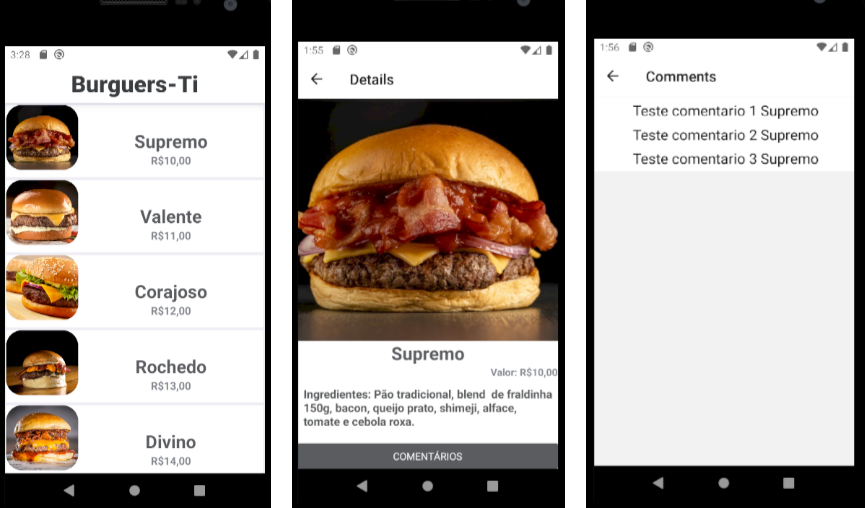 3:28
Burguers-Ti
Supremo
R$10,00
Valente
R$11,00
Corajoso
R$12,00
Rochedo
R$13,00
Divino
R$14,00
1:55
Details
Supremo
Valor: R$10,00
Ingredientes: Pão tradicional, blend de fraldinha
150g, bacon, queijo prato, shimeji, alface,
tomate e cebola roxa.
COMENTÁRIOS
1:56
Comments
Teste comentario 1 Supremo
Teste comentario 2 Supremo
Teste comentario 3 Supremo